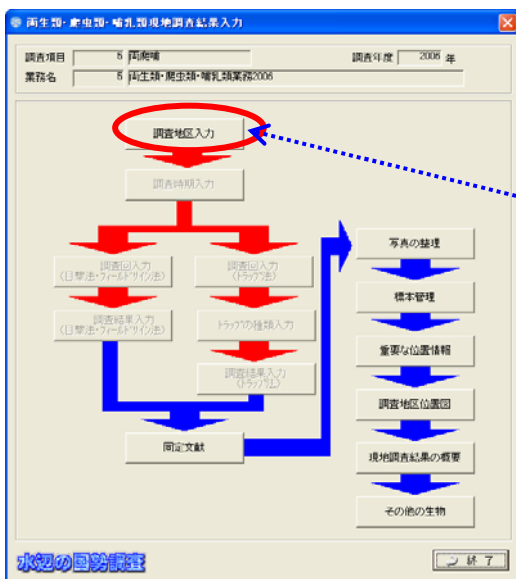 両生類・爬虫類・哺乳類現地調査結果入力
調査項目 5 両爬哺 調査年度 2006 年
業務名 5 両生類・爬虫類・哺乳類業務2006
調査地区入力
調査時期入力
調査回入力
(目撃法・フィールドサイン法)
調査結果入力
(目撃法・フィールドサイン法)
調査回入力
(トラップ法)
トラップの種類入力
調査結果入力
(トラップ法)
同定文献
写真の整理
標本管理
重要な位置情報
調査地区位置図
現地調査結果の概要
その他の生物
水辺の国勢調査
終 了